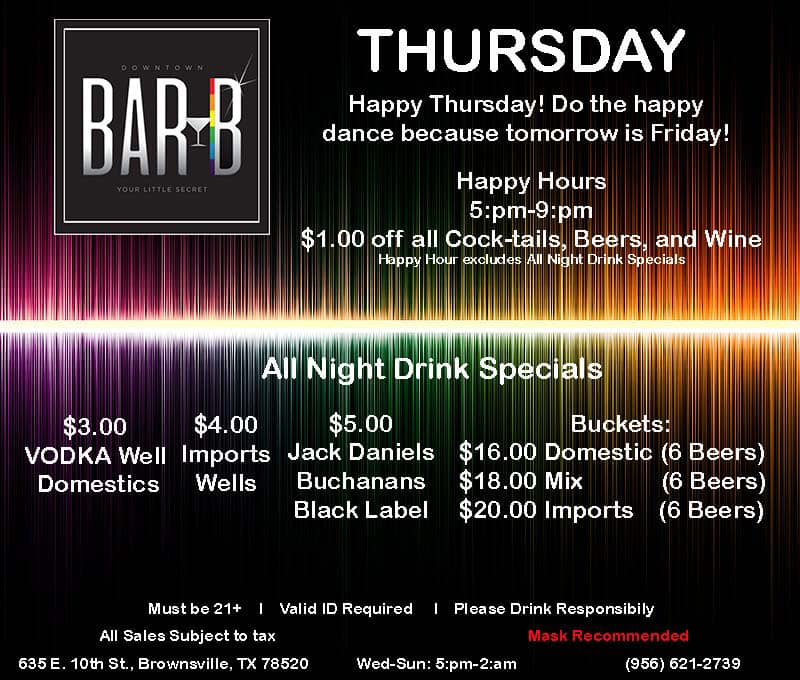 DOWNTOWN
BAR B
YOUR LITTLE SECRET
THURSDAY
Happy Thursday! Do the happy
dance because tomorrow is Friday!
Happy Hours
5:pm-9:pm
$1.00 off all Cock-tails, Beers, and Wine
Happy Hour excludes All Night Drink Specials
All Night Drink Specials
$3.00
VODKA Well
Domestics
$4.00
Imports
Wells
$5.00
Jack Daniels
Buchanans
Black Label
Buckets:
$16.00 Domestic (6 Beers)
$18.00 Mix (6 Beers)
$20.00 Imports (6 Beers)
Must be 21+ I Valid ID Required I Please Drink Responsibily
All Sales Subject to tax Mask Recommended
635 E. 10th St., Brownsville, TX 78520 Wed-Sun: 5:pm-2:am (956) 621-2739